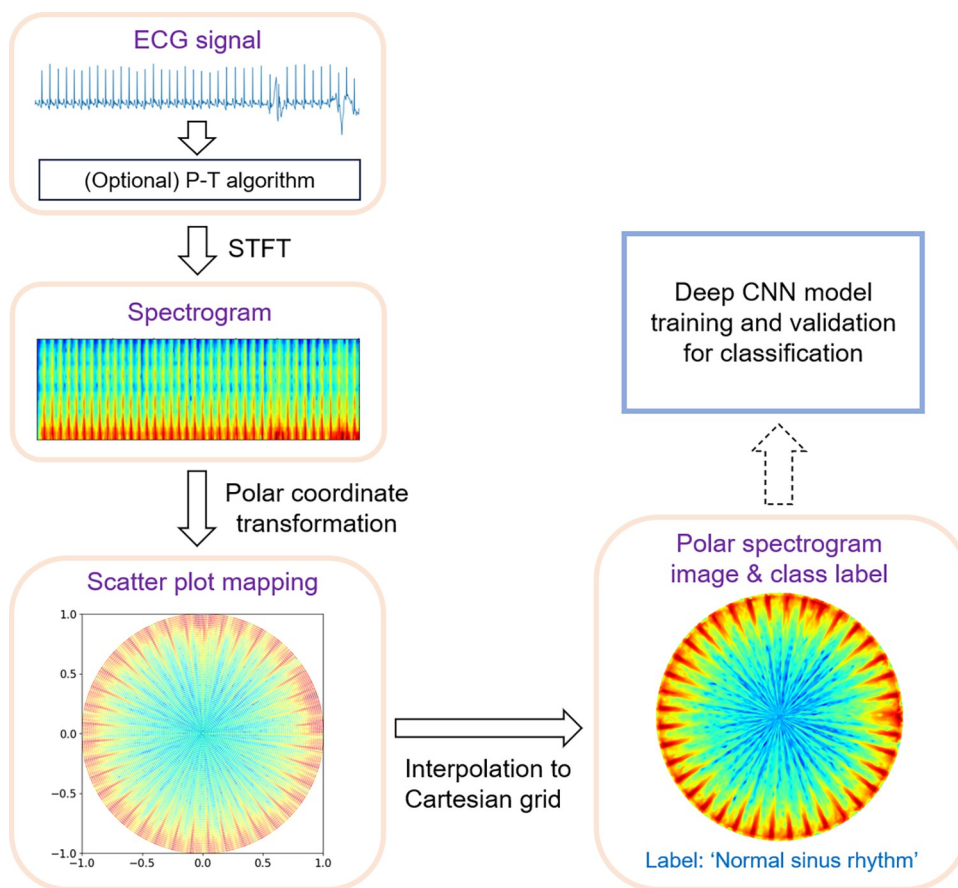 ECG signal
(Optional) P-T algorithm
STFT
Spectrogram
Polar coordinate
transformation
Scatter plot mapping
1.0
0.5
0.0
−0.5
−1.0
−1.0 −0.5 0.0 0.5 1.0
Interpolation to
Cartesian grid
Polar spectrogram
image & class label
Label: ‘Normal sinus rhythm’
Deep CNN model
training and validation
for classification